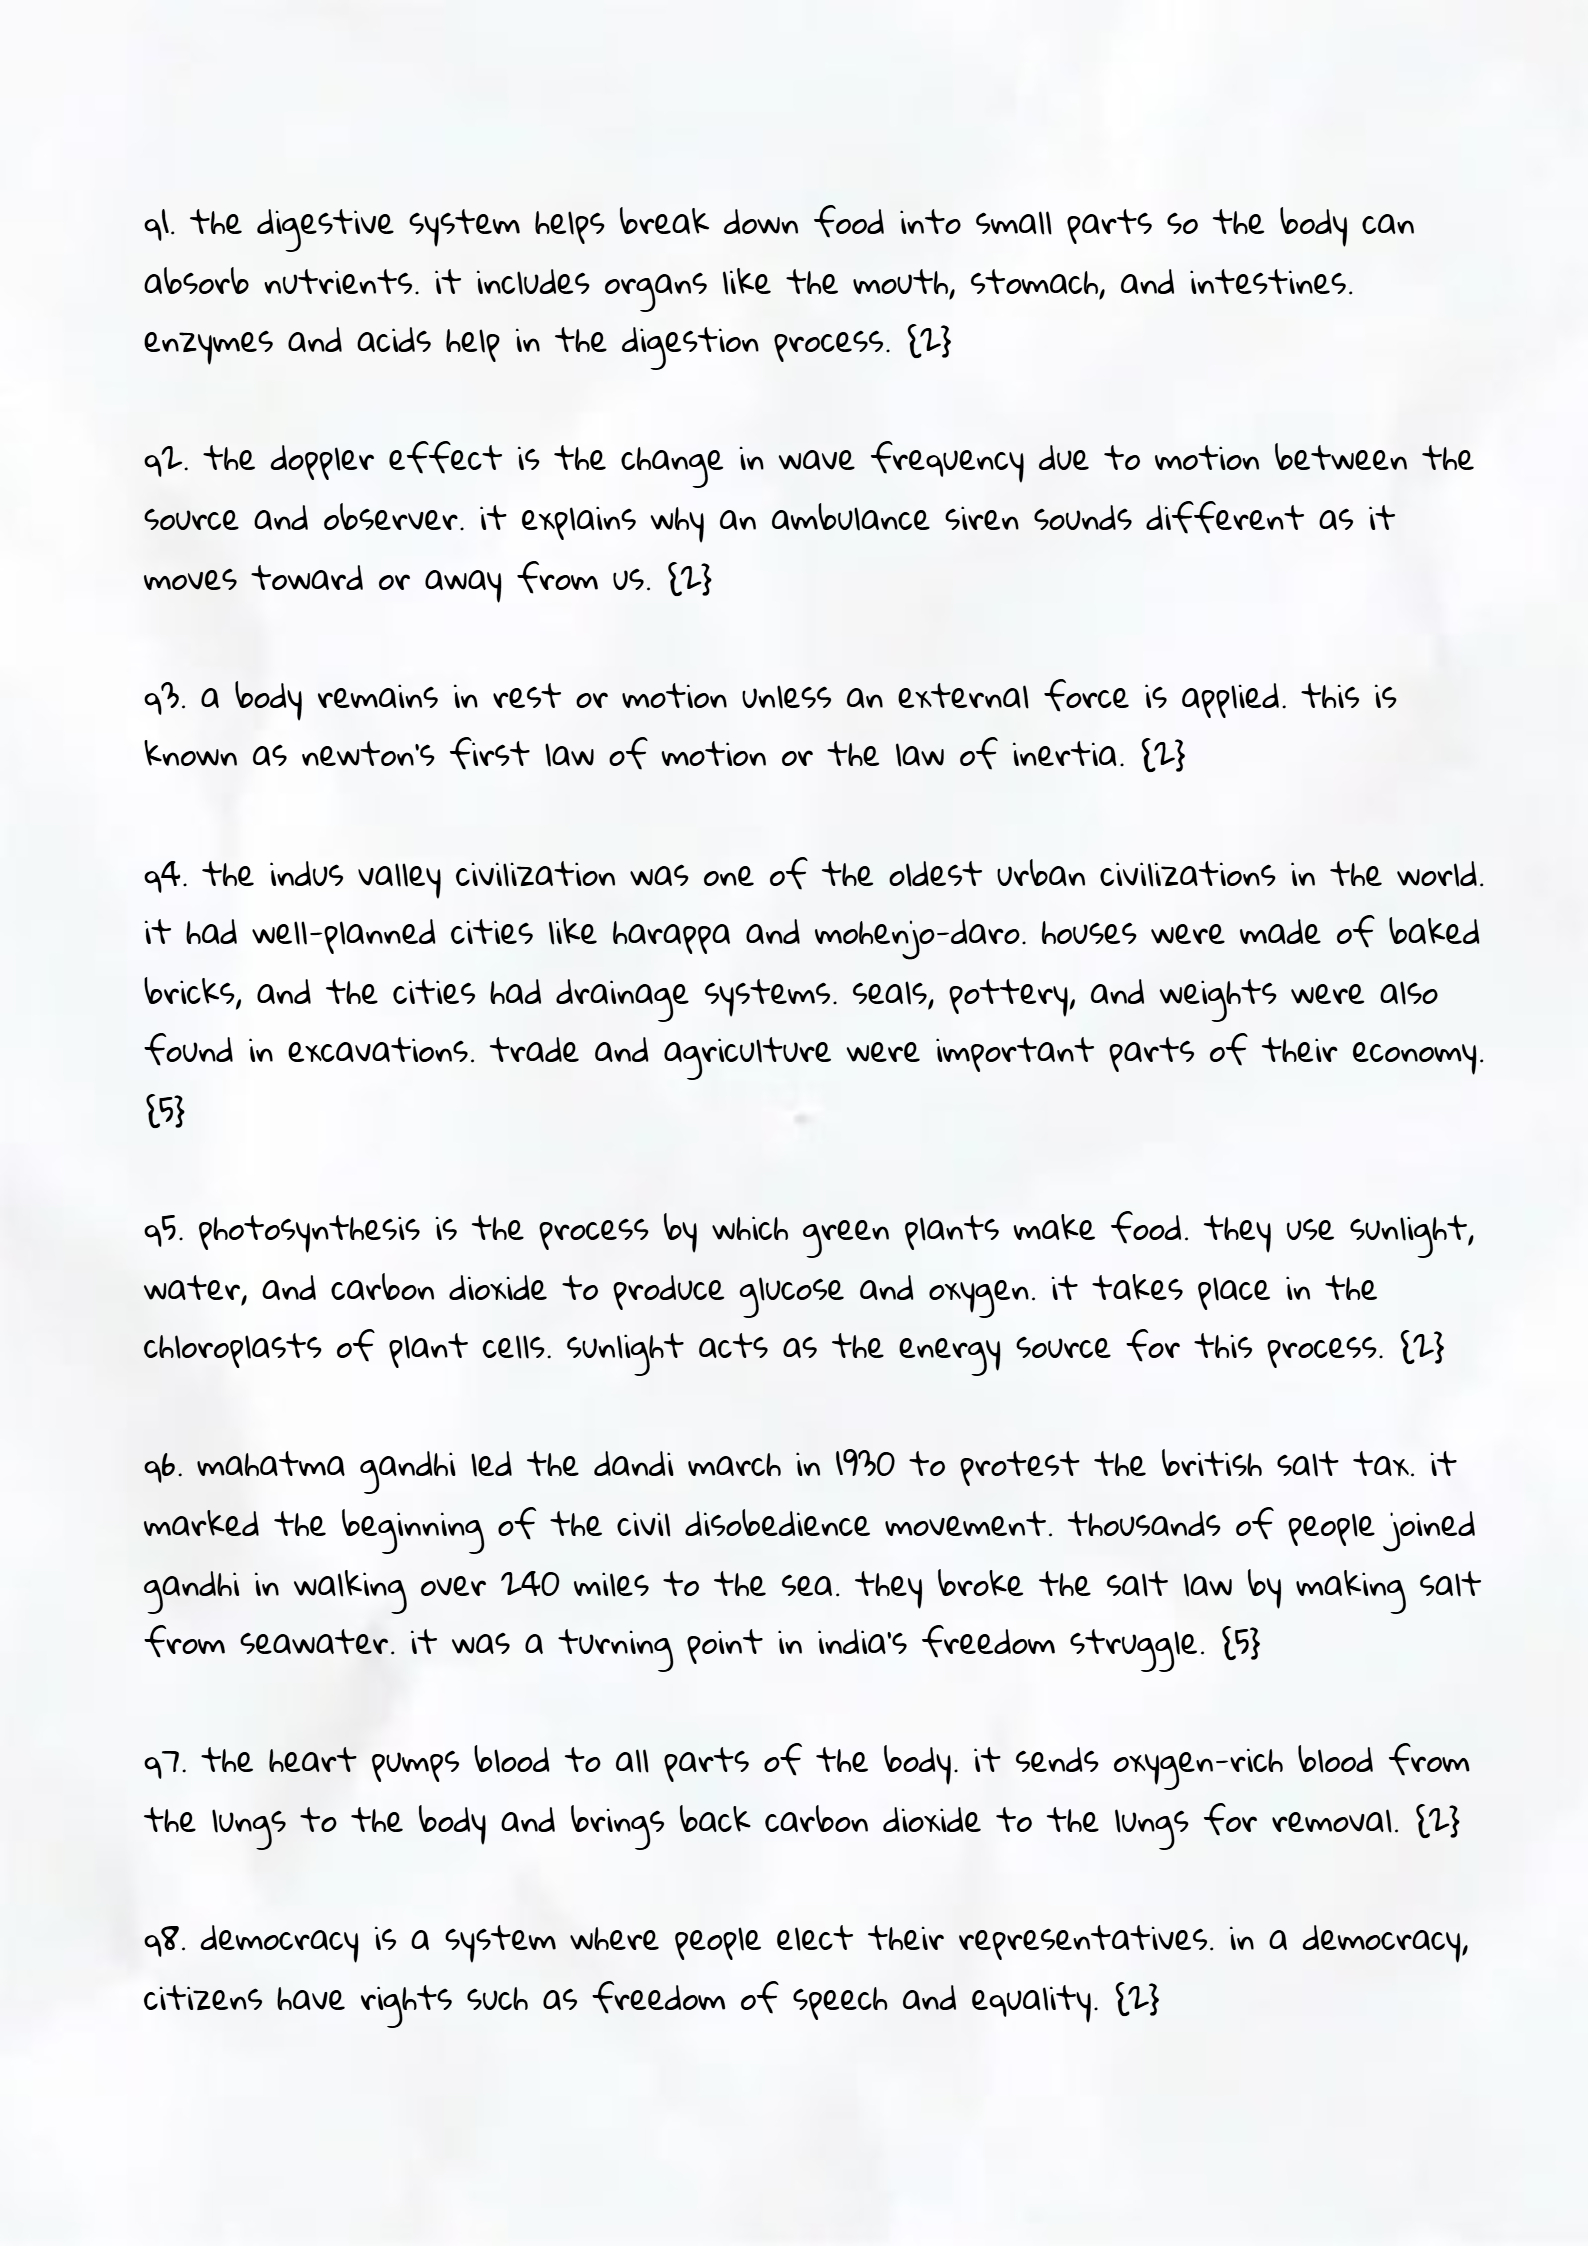 q1. the digestive system helps break down food into small parts so the body can
absorb nutrients. it includes organs like the mouth, stomach, and intestines.
enzymes and acids help in the digestion process. {2}
q2. the doppler effect is the change in wave frequency due to motion between the
source and observer. it explains why an ambulance siren sounds different as it
moves toward or away from us. {2}
q3. a body remains in rest or motion unless an external force is applied. this is
known as newton's first law of motion or the law of inertia. {2}
q4. the indus valley civilization was one of the oldest urban civilizations in the world.
it had well-planned cities like harappa and mohenjo-daro. houses were made of baked
bricks, and the cities had drainage systems. seals, pottery, and weights were also
found in excavations. trade and agriculture were important parts of their economy.
{5}
q5. photosynthesis is the process by which green plants make food. they use sunlight,
water, and carbon dioxide to produce glucose and oxygen. it takes place in the
chloroplasts of plant cells. sunlight acts as the energy source for this process. {2}
q6. mahatma gandhi led the dandi march in 1930 to protest the british salt tax. it
marked the beginning of the civil disobedience movement. thousands of people joined
gandhi in walking over 240 miles to the sea. they broke the salt law by making salt
from seawater. it was a turning point in india's freedom struggle. {5}
q7. the heart pumps blood to all parts of the body. it sends oxygen-rich blood from
the lungs to the body and brings back carbon dioxide to the lungs for removal. {2}
q8. democracy is a system where people elect their representatives. in a democracy,
citizens have rights such as freedom of speech and equality. {2}